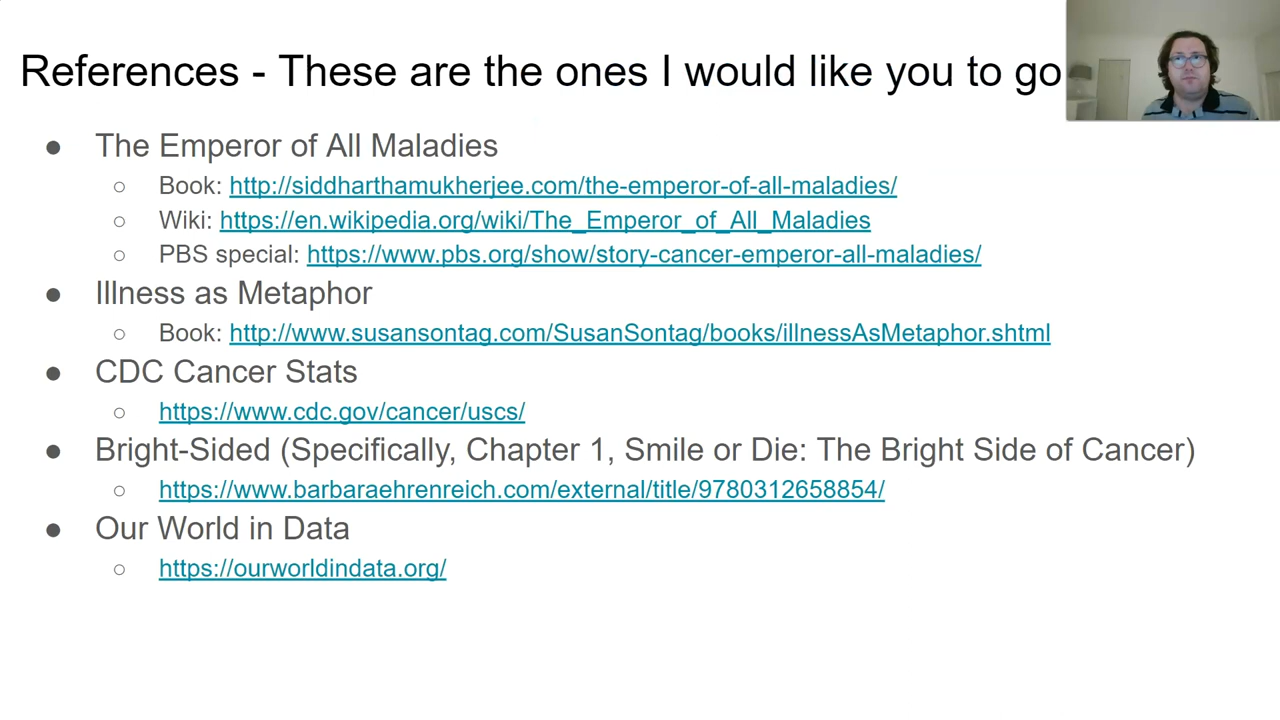 References - These are the ones I would like you to go
● The Emperor of All Maladies
○ Book: http://siddharthamukherjee.com/the-emperor-of-all-maladies/
○ Wiki: https://en.wikipedia.org/wiki/The_Emperor_of_All_Maladies
○ PBS special: https://www.pbs.org/show/story-cancer-emperor-all-maladies/
● Illness as Metaphor
○ Book: http://www.susansontag.com/SusanSontag/books/illnessAsMetaphor.shtml
● CDC Cancer Stats
○ https://www.cdc.gov/cancer/uscs/
● Bright-Sided (Specifically, Chapter 1, Smile or Die: The Bright Side of Cancer)
○ https://www.barbaraehrenreich.com/external/title/9780312658854/
● Our World in Data
○ https://ourworldindata.org/